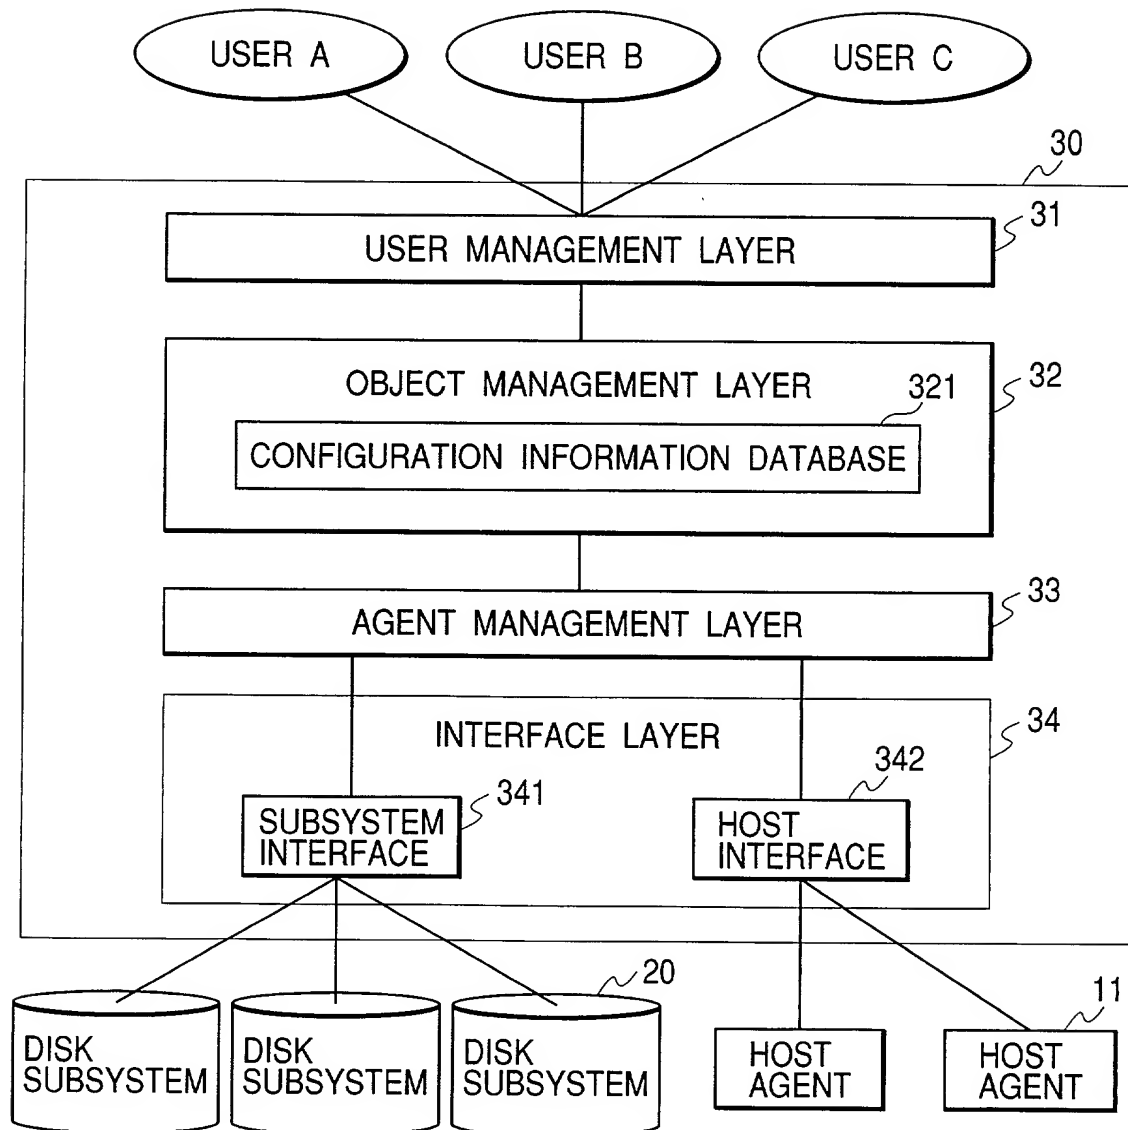 USER A
USER B
USER C
30
31
USER MANAGEMENT LAYER
32
OBJECT MANAGEMENT LAYER
321
CONFIGURATION INFORMATION DATABASE
33
AGENT MANAGEMENT LAYER
34
INTERFACE LAYER
341
SUBSYSTEM
INTERFACE
342
HOST
INTERFACE
20
11
DISK
SUBSYSTEM
DISK
SUBSYSTEM
DISK
SUBSYSTEM
HOST
AGENT
HOST
AGENT